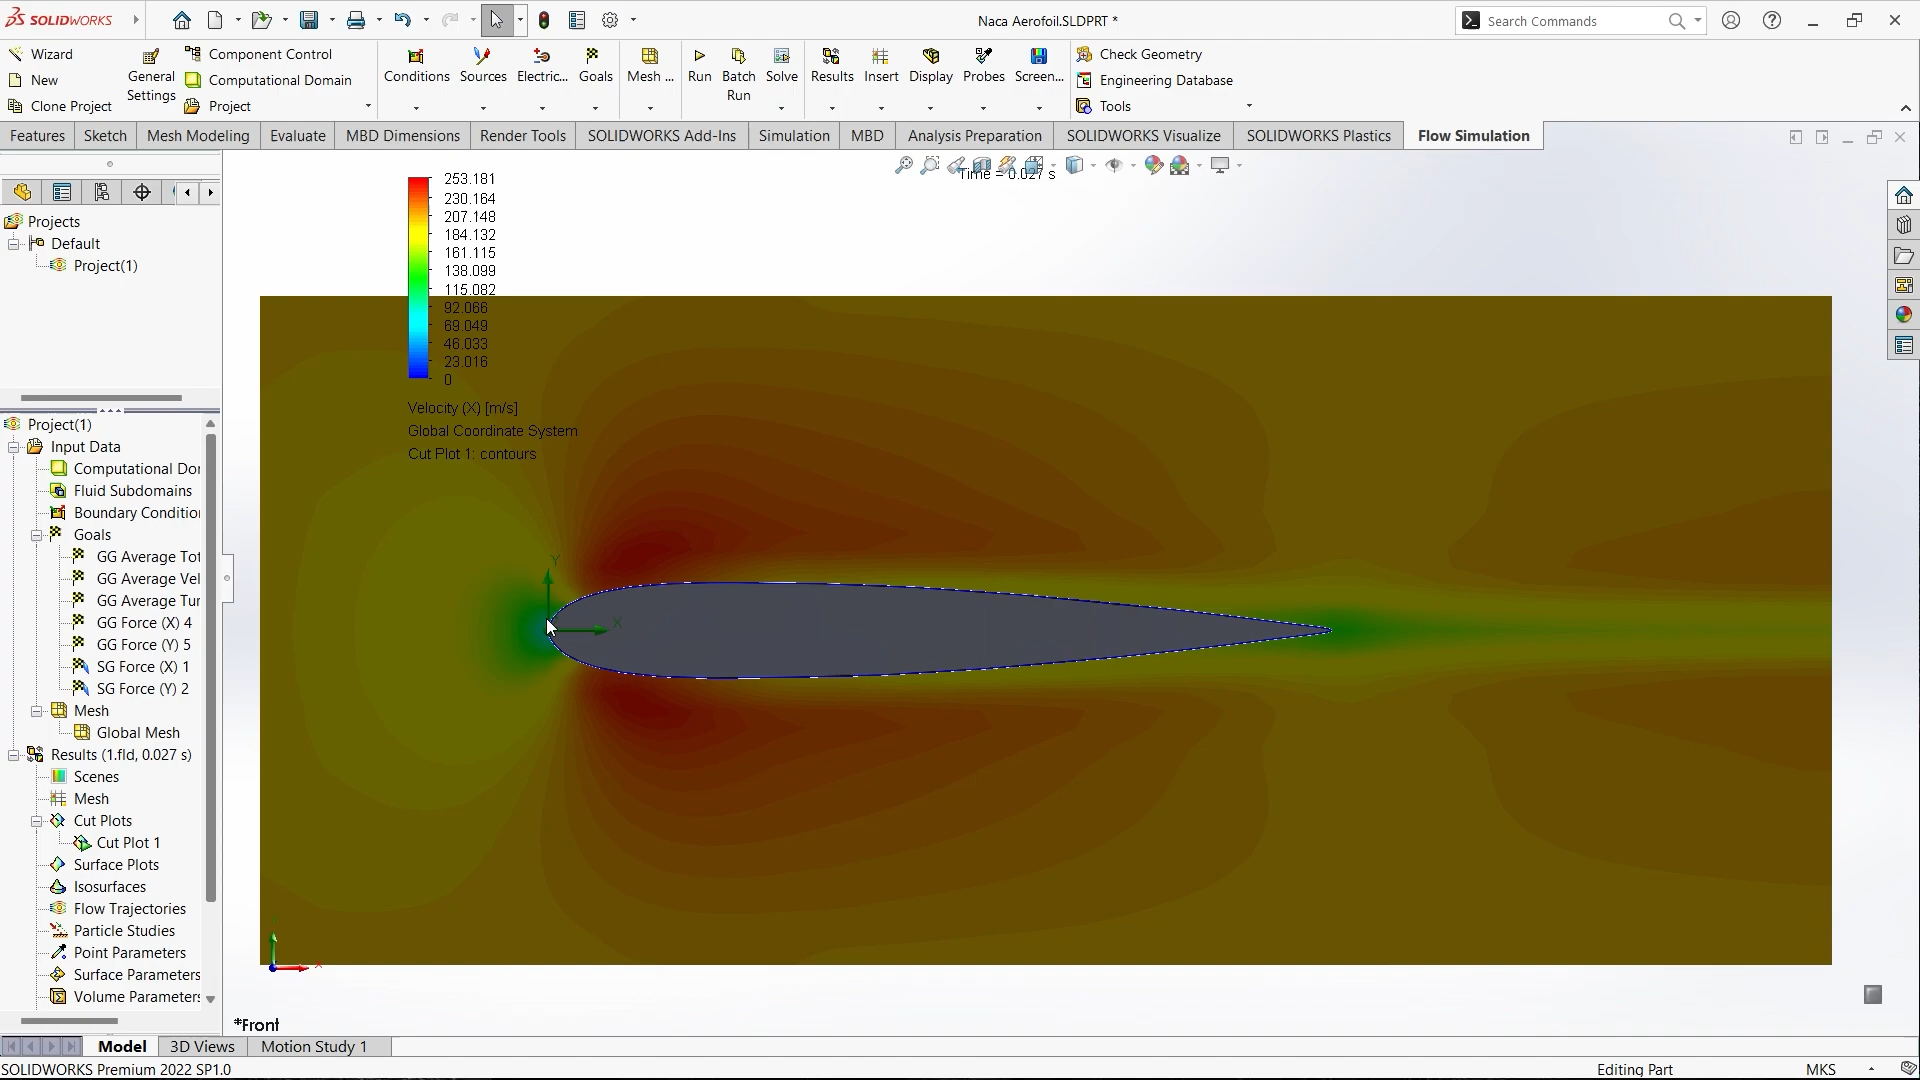 SOLIDWORKS
Naca Aerofoil.SLDPRT *
Search Commands
Wizard
New
Clone Project
General
Settings
Component Control
Computational Domain
Project
Conditions
Sources
Electric...
Goals
Mesh ...
Run
Batch
Run
Solve
Results
Insert
Display
Probes
Screen...
Check Geometry
Engineering Database
Tools
Features
Sketch
Mesh Modeling
Evaluate
MBD Dimensions
Render Tools
SOLIDWORKS Add-Ins
Simulation
MBD
Analysis Preparation
SOLIDWORKS Visualize
SOLIDWORKS Plastics
Flow Simulation
Projects
Default
Project(1)
Project(1)
Input Data
Computational Do
Fluid Subdomains
Boundary Conditio
Goals
GG Average Tot
GG Average Vel
GG Average Tur
GG Force (X) 4
GG Force (Y) 5
SG Force (X) 1
SG Force (Y) 2
Mesh
Global Mesh
Results (1.fld, 0.027 s)
Scenes
Mesh
Cut Plots
Cut Plot 1
Surface Plots
Isosurfaces
Flow Trajectories
Particle Studies
Point Parameters
Surface Parameters
Volume Parameters
Time = 0.027 s
253.181
230.164
207.148
184.132
161.115
138.099
115.082
92.066
69.049
46.033
23.016
0
Velocity (X) [m/s]
Global Coordinate System
Cut Plot 1: contours
Y
X
X
*Front
Model
3D Views
Motion Study 1
SOLIDWORKS Premium 2022 SP1.0
Editing Part
MKS